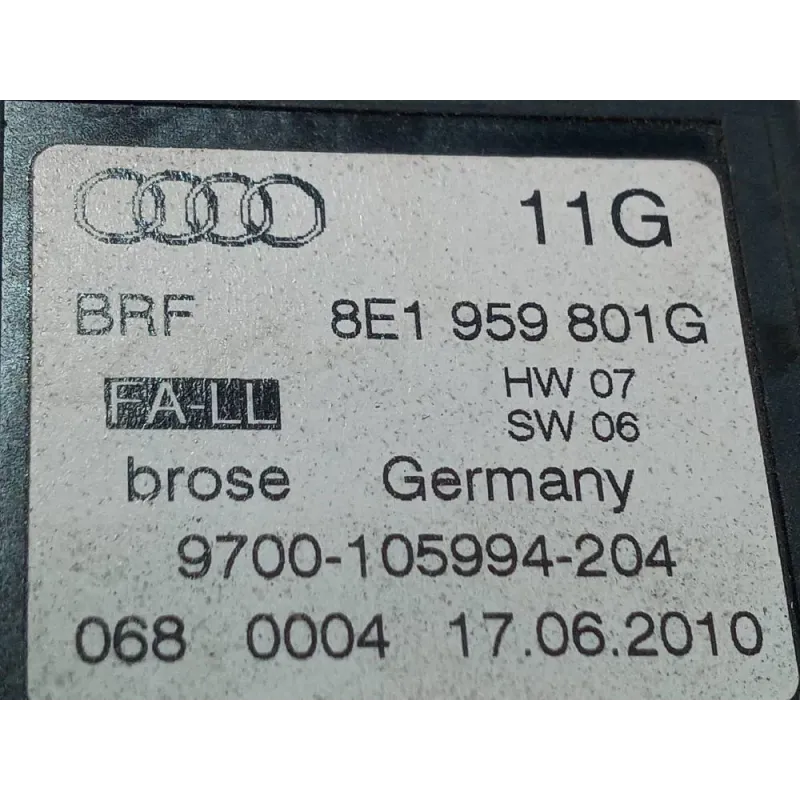 11G
BRF 8E1 959 801G
FA-LL HW 07
SW 06
brose Germany
9700-105994-204
068 0004 17.06.2010